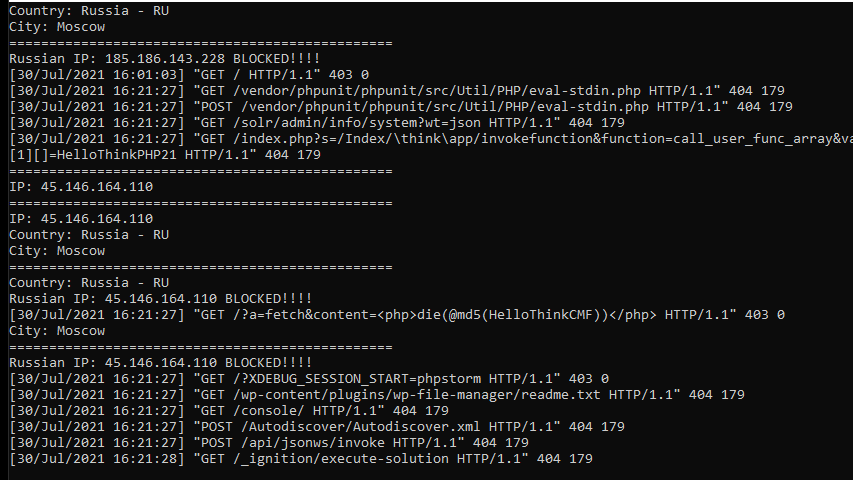 Country: Russia - RU
City: Moscow
================================================
Russian IP: 185.186.143.228 BLOCKED!!!!
[30/Jul/2021 16:01:03] "GET / HTTP/1.1" 403 0
[30/Jul/2021 16:21:27] "GET /vendor/phpunit/phpunit/src/Util/PHP/eval-stdin.php HTTP/1.1" 404 179
[30/Jul/2021 16:21:27] "POST /vendor/phpunit/phpunit/src/Util/PHP/eval-stdin.php HTTP/1.1" 404 179
[30/Jul/2021 16:21:27] "GET /solr/admin/info/system?wt=json HTTP/1.1" 404 179
[30/Jul/2021 16:21:27] "GET /index.php?s=/Index/\think\app/invokefunction&function=call_user_func_array&va
[1][]=HelloThinkPHP21 HTTP/1.1" 404 179
================================================
IP: 45.146.164.110
================================================
IP: 45.146.164.110
Country: Russia - RU
City: Moscow
================================================
Country: Russia - RU
Russian IP: 45.146.164.110 BLOCKED!!!!
[30/Jul/2021 16:21:27] "GET /?a=fetch&content=<php>die(@md5(HelloThinkCMF))</php> HTTP/1.1" 403 0
City: Moscow
================================================
Russian IP: 45.146.164.110 BLOCKED!!!!
[30/Jul/2021 16:21:27] "GET /?XDEBUG_SESSION_START=phpstorm HTTP/1.1" 403 0
[30/Jul/2021 16:21:27] "GET /wp-content/plugins/wp-file-manager/readme.txt HTTP/1.1" 404 179
[30/Jul/2021 16:21:27] "GET /console/ HTTP/1.1" 404 179
[30/Jul/2021 16:21:27] "POST /Autodiscover/Autodiscover.xml HTTP/1.1" 404 179
[30/Jul/2021 16:21:27] "POST /api/jsonws/invoke HTTP/1.1" 404 179
[30/Jul/2021 16:21:28] "GET /_ignition/execute-solution HTTP/1.1" 404 179